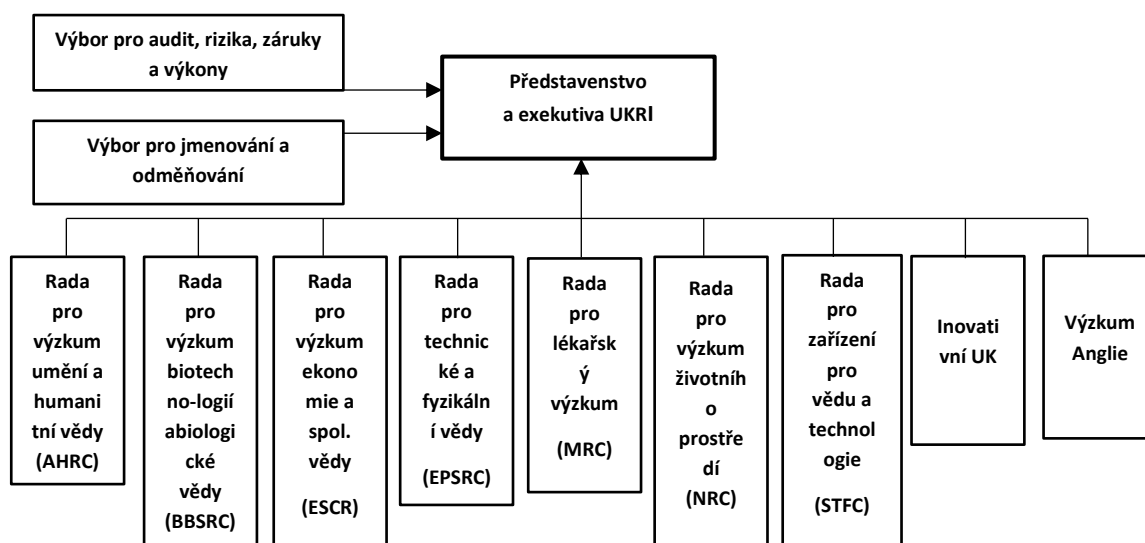 Výbor pro audit, rizika, záruky
a výkony
Představenstvo
a exekutiva UKRI
Výbor pro jmenování a
odměňování
Rada
pro
výzkum
umění a
humani
tní vědy
(AHRC)
Rada
pro
výzkum
biotech
no-logií
abiologi
cké
vědy
(BBSRC)
Rada
pro
výzkum
ekono
mie a
spol.
vědy
(ESCR)
Rada
pro
technic
ké a
fyzikáln
í vědy
(EPSRC)
Rada
pro
lékařsk
ý
výzkum
(MRC)
Rada
pro
výzkum
životníh
o
prostře
dí
(NRC)
Rada
pro
zařízení
pro
vědu a
technol
ogie
(STFC)
Inovati
vní UK
Výzkum
Anglie